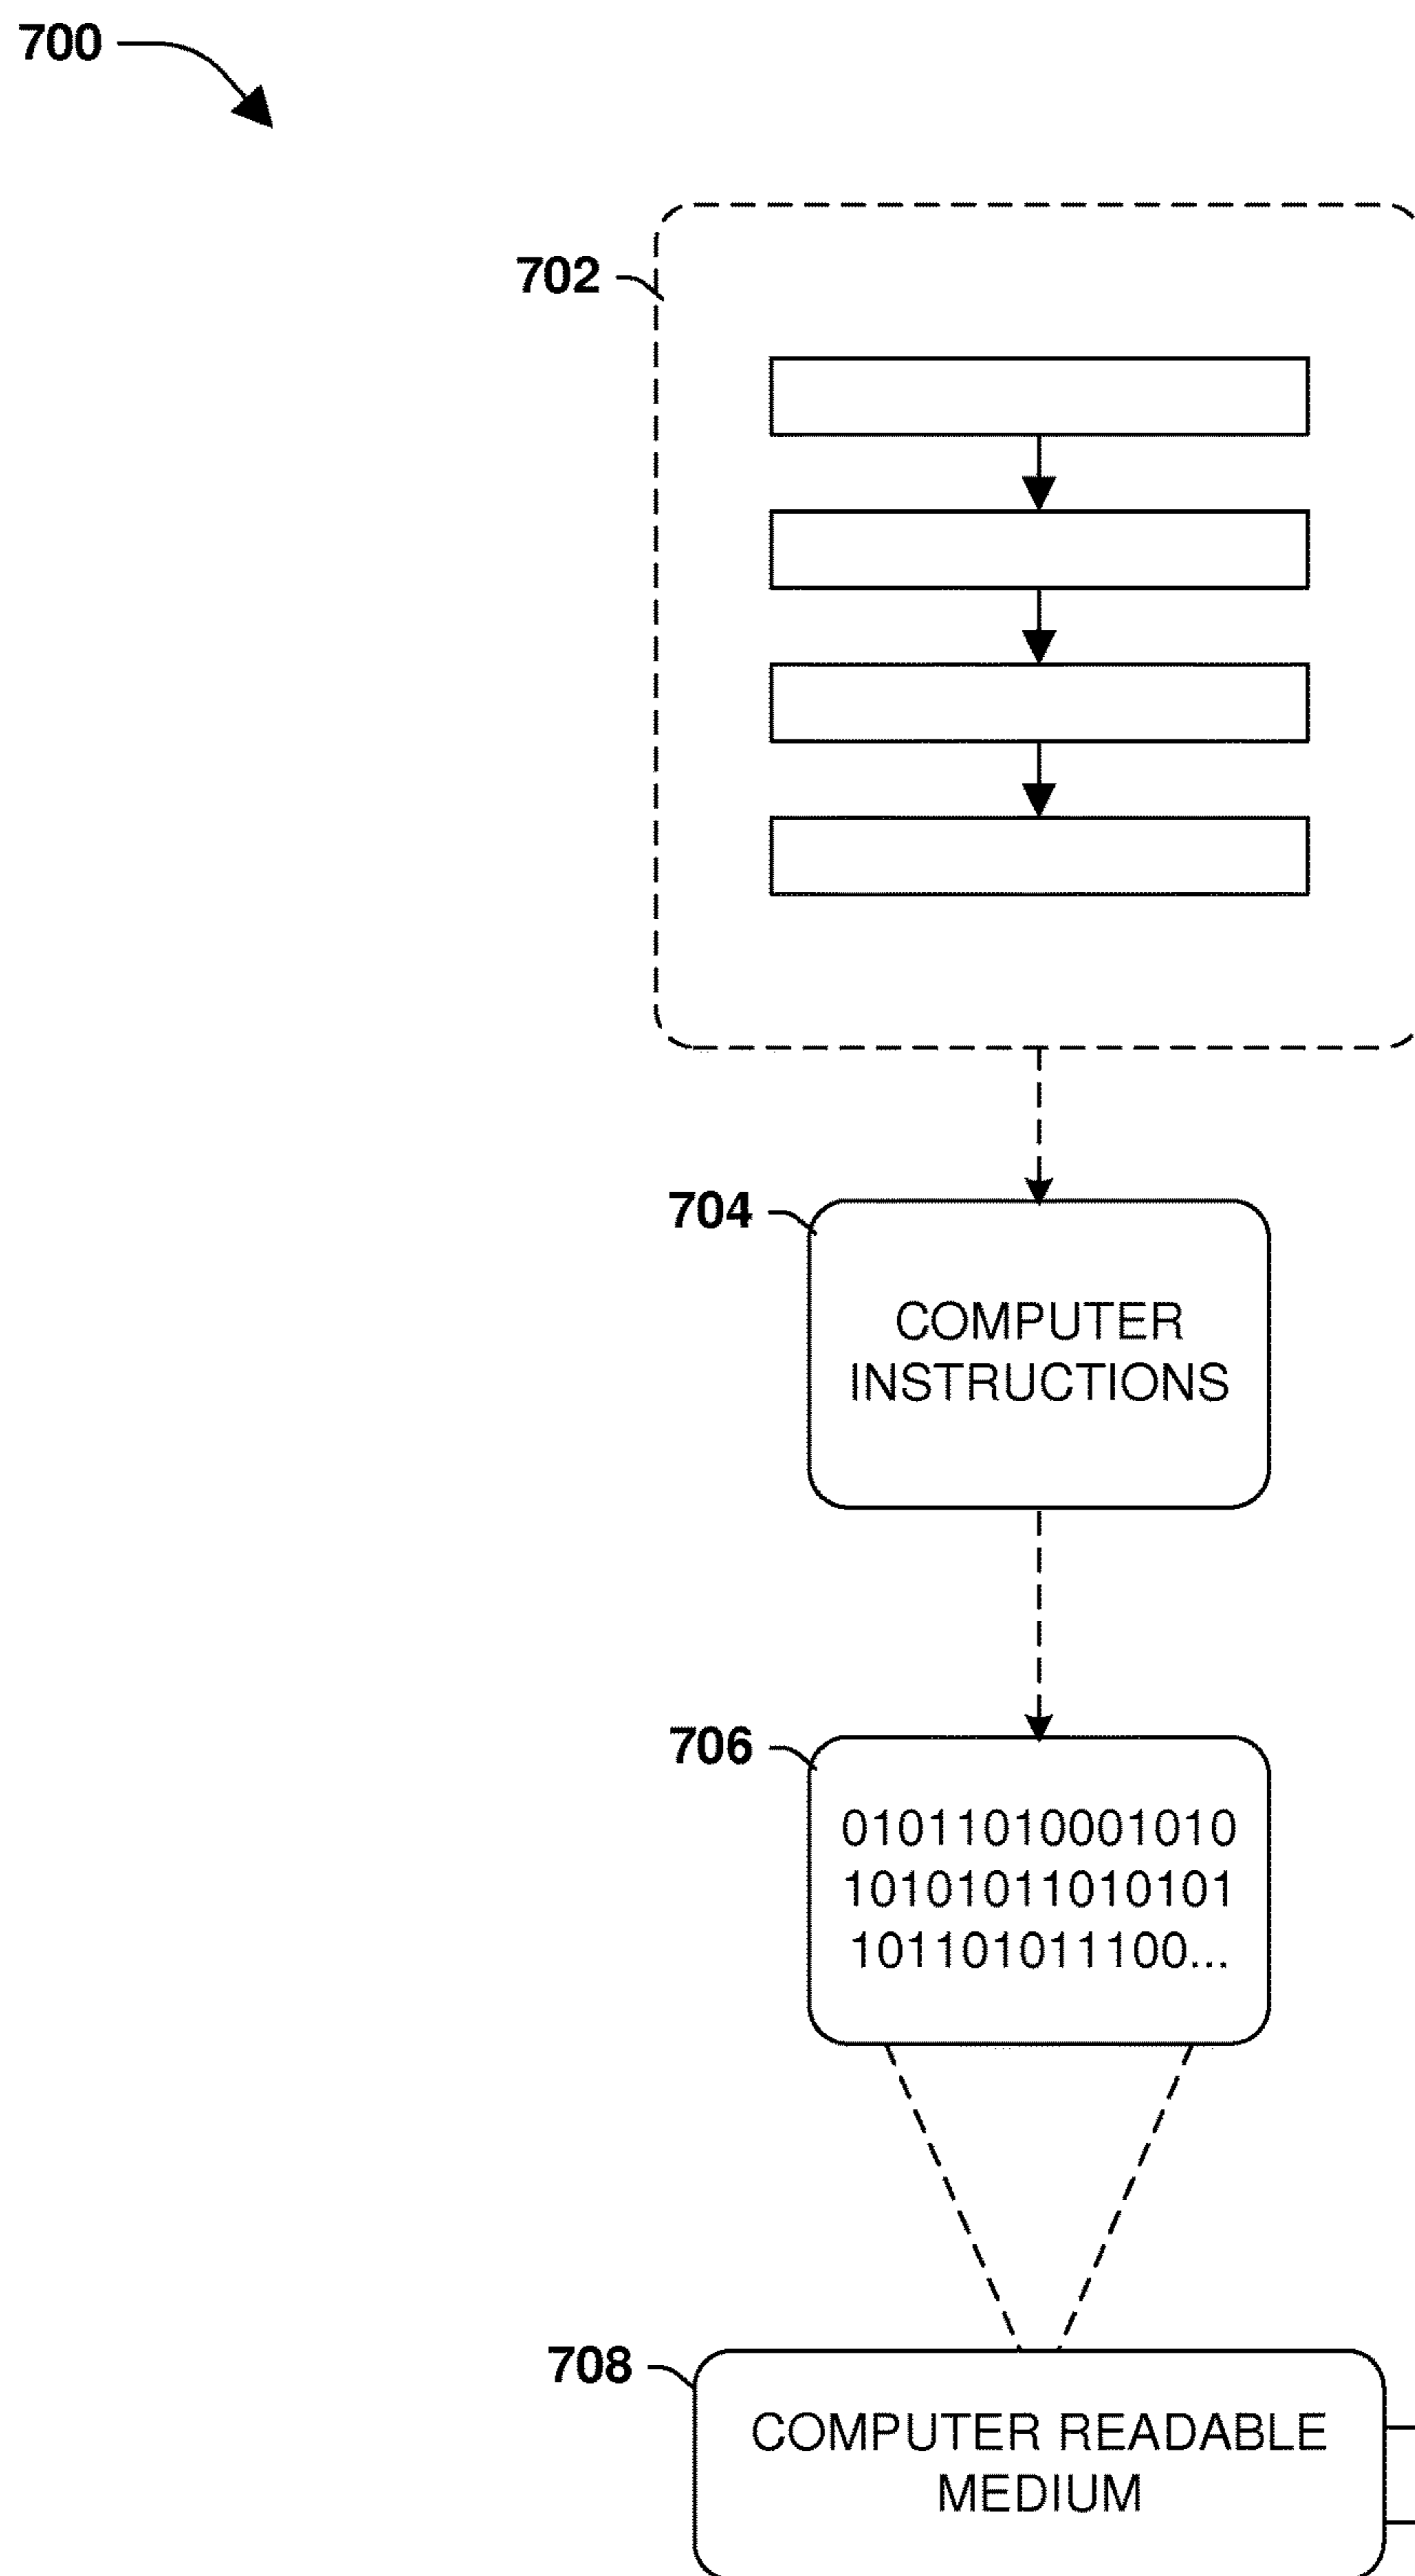 700
702
704
COMPUTER
INSTRUCTIONS
706
01011010001010
10101011010101
101101011100...
708
COMPUTER READABLE
MEDIUM